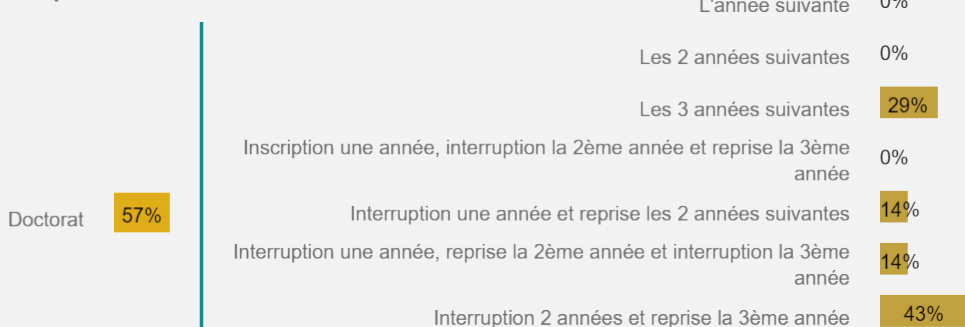 L'année suivante 0%
Les 2 années suivantes 0%
Les 3 années suivantes 29%
Inscription une année, interruption la 2ème année et reprise la 3ème
année 0%
Doctorat 57%
Interruption une année et reprise les 2 années suivantes 14%
Interruption une année, reprise la 2ème année et interruption la 3ème
année 14%
Interruption 2 années et reprise la 3ème année 43%